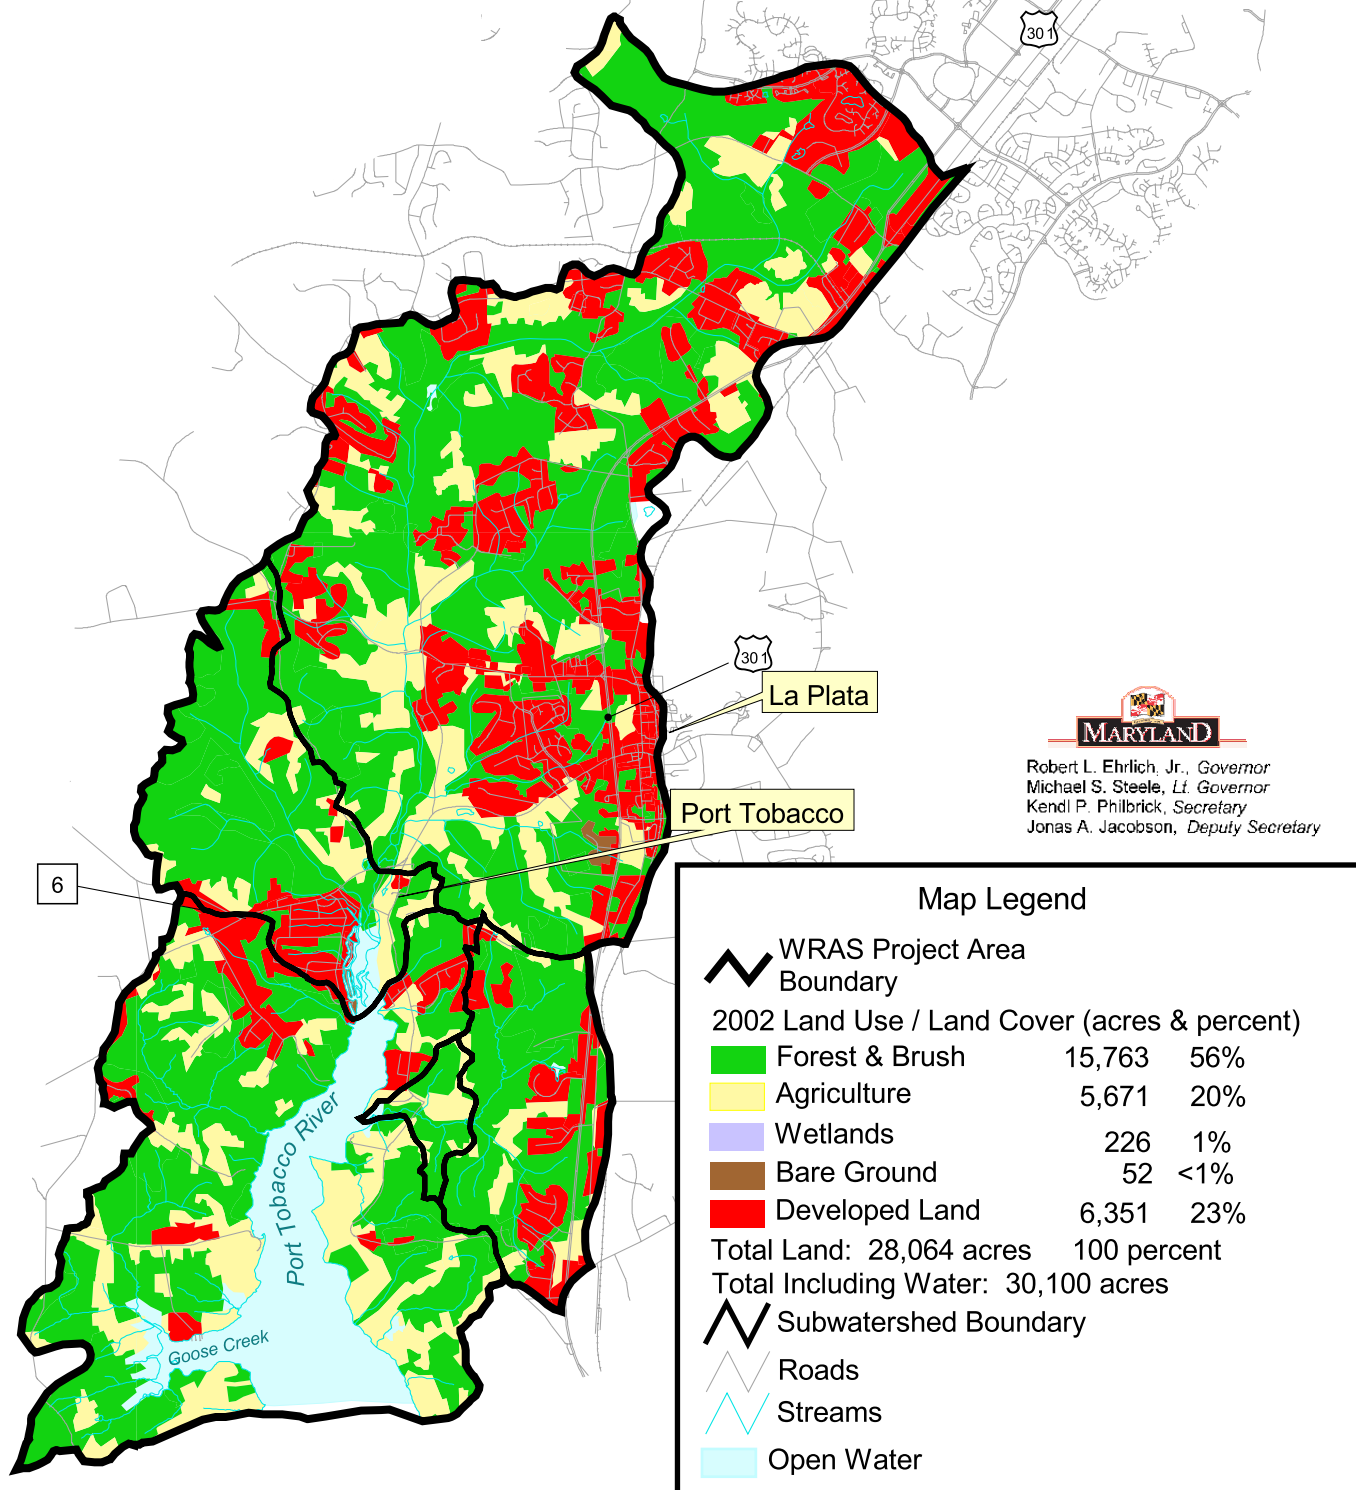 301
301
La Plata
Port Tobacco
6
MARYLAND
Robert L. Ehrlich, Jr., Governor
Michael S. Steele, Lt. Governor
Kendl P. Philbrick, Secretary
Jonas A. Jacobson, Deputy Secretary
Port Tobacco River
Goose Creek
Map Legend
WRAS Project Area
Boundary
2002 Land Use / Land Cover (acres & percent)
Forest & Brush 15,763 56%
Agriculture 5,671 20%
Wetlands 226 1%
Bare Ground 52 <1%
Developed Land 6,351 23%
Total Land: 28,064 acres 100 percent
Total Including Water: 30,100 acres
Subwatershed Boundary
Roads
Streams
Open Water